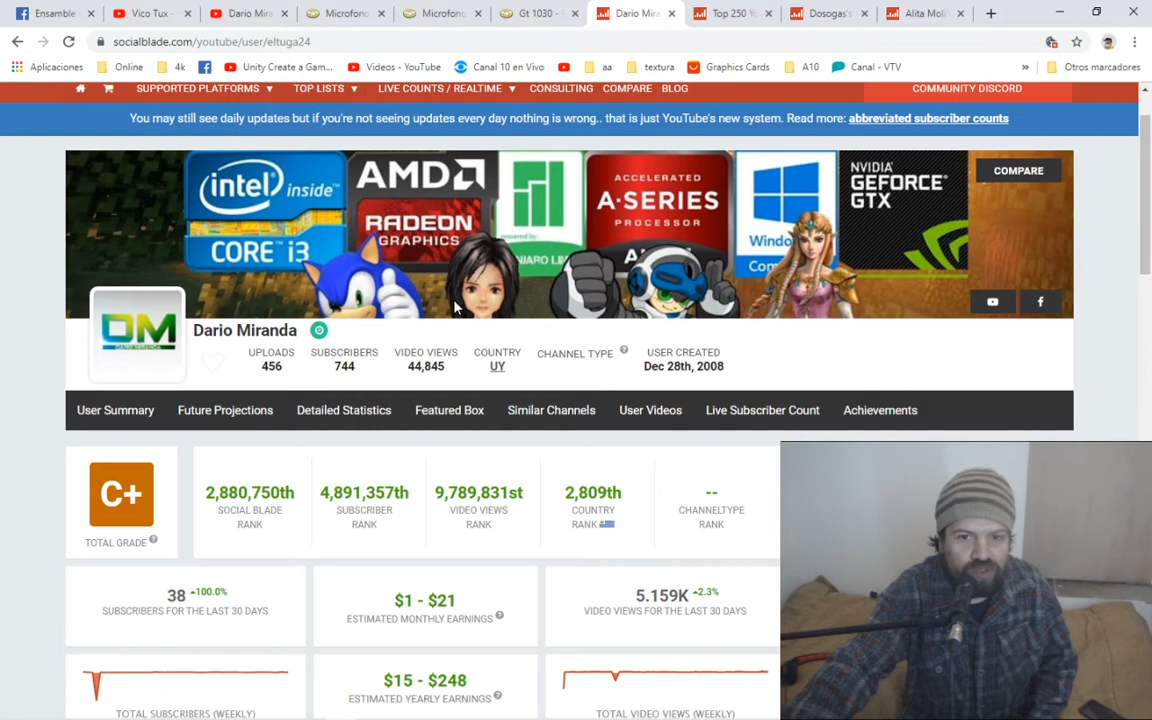 Ensamble
Vico Tux -
Dario Mira
Microfono
Microfono
Gt 1030 -
Dario Mira
Top 250 Y
Dosogas's
Alita Moli
socialblade.com/youtube/user/eltuga24
Aplicaciones
Online
4k
Unity Create a Gam...
Videos - YouTube
Canal 10 en Vivo
aa
textura
Graphics Cards
A10
Canal - VTV
»
Otros marcadores
SUPPORTED PLATFORMS
TOP LISTS
LIVE COUNTS / REALTIME
CONSULTING
COMPARE
BLOG
COMMUNITY DISCORD
You may still see daily updates but if you're not seeing updates every day nothing is wrong.. that is just YouTube's new system. Read more: abbreviated subscriber counts
intel inside™
CORE™i3
AMD
RADEON
GRAPHICS
powered by
ACCELERATED
A-SERIES
PROCESSOR
Windo
Com
NVIDIA
GEFORCE
GTX
COMPARE
DM
DARIO MIRANDA
Dario Miranda
UPLOADS
456
SUBSCRIBERS
744
VIDEO VIEWS
44,845
COUNTRY
UY
CHANNEL TYPE
USER CREATED
Dec 28th, 2008
User Summary
Future Projections
Detailed Statistics
Featured Box
Similar Channels
User Videos
Live Subscriber Count
Achievements
C+
TOTAL GRADE
2,880,750th
SOCIAL BLADE
RANK
4,891,357th
SUBSCRIBER
RANK
9,789,831st
VIDEO VIEWS
RANK
2,809th
COUNTRY
RANK
--
CHANNELTYPE
RANK
38 +100.0%
SUBSCRIBERS FOR THE LAST 30 DAYS
$1 - $21
ESTIMATED MONTHLY EARNINGS
5.159K +2.3%
VIDEO VIEWS FOR THE LAST 30 DAYS
TOTAL SUBSCRIBERS (WEEKLY)
$15 - $248
ESTIMATED YEARLY EARNINGS
TOTAL VIDEO VIEWS (WEEKLY)